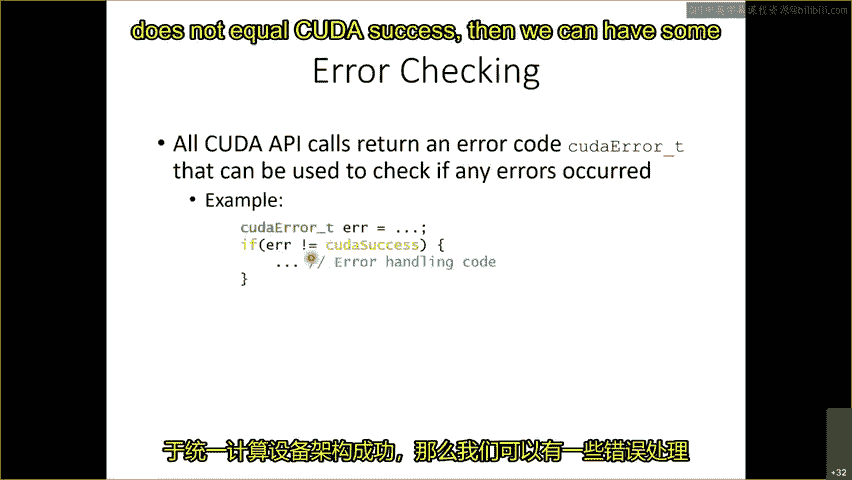 does not equal CUDA success, then we can have some
Error Checking
• All CUDA API calls return an error code cudaError_t
that can be used to check if any errors occurred
• Example:
cudaError_t err = ...;
if(err != cudaSuccess) {
... // Error handling code
}
于统一计算设备架构成功，那么我们可以有一些错误处理
+32